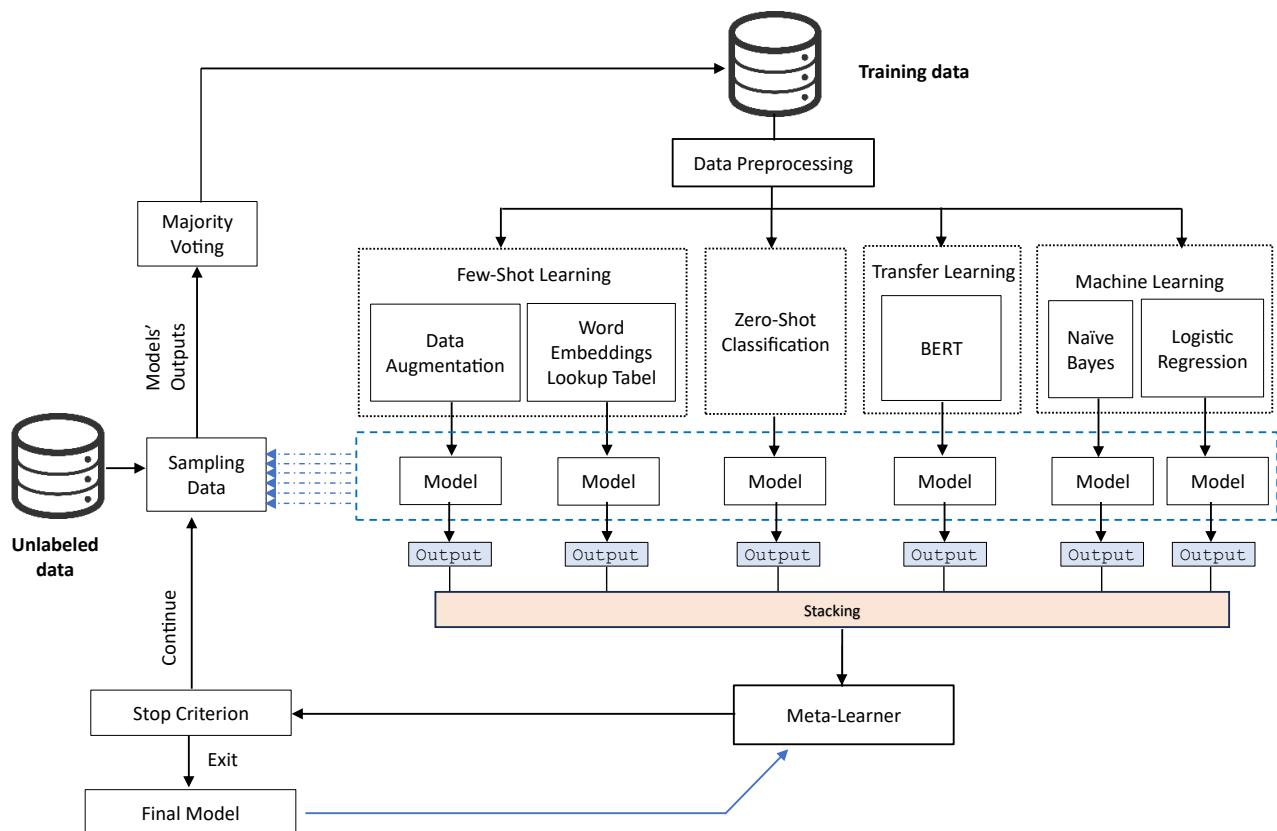 Training data
Data Preprocessing
Majority
Voting
Few-Shot Learning
Data
Augmentation
Word
Embeddings
Lookup Tabel
Zero-Shot
Classification
Transfer Learning
BERT
Machine Learning
Naïve
Bayes
Logistic
Regression
Models'
Outputs
Unlabeled
data
Sampling
Data
Model
Model
Model
Model
Model
Model
Output
Output
Output
Output
Output
Output
Stacking
Continue
Stop Criterion
Meta-Learner
Exit
Final Model